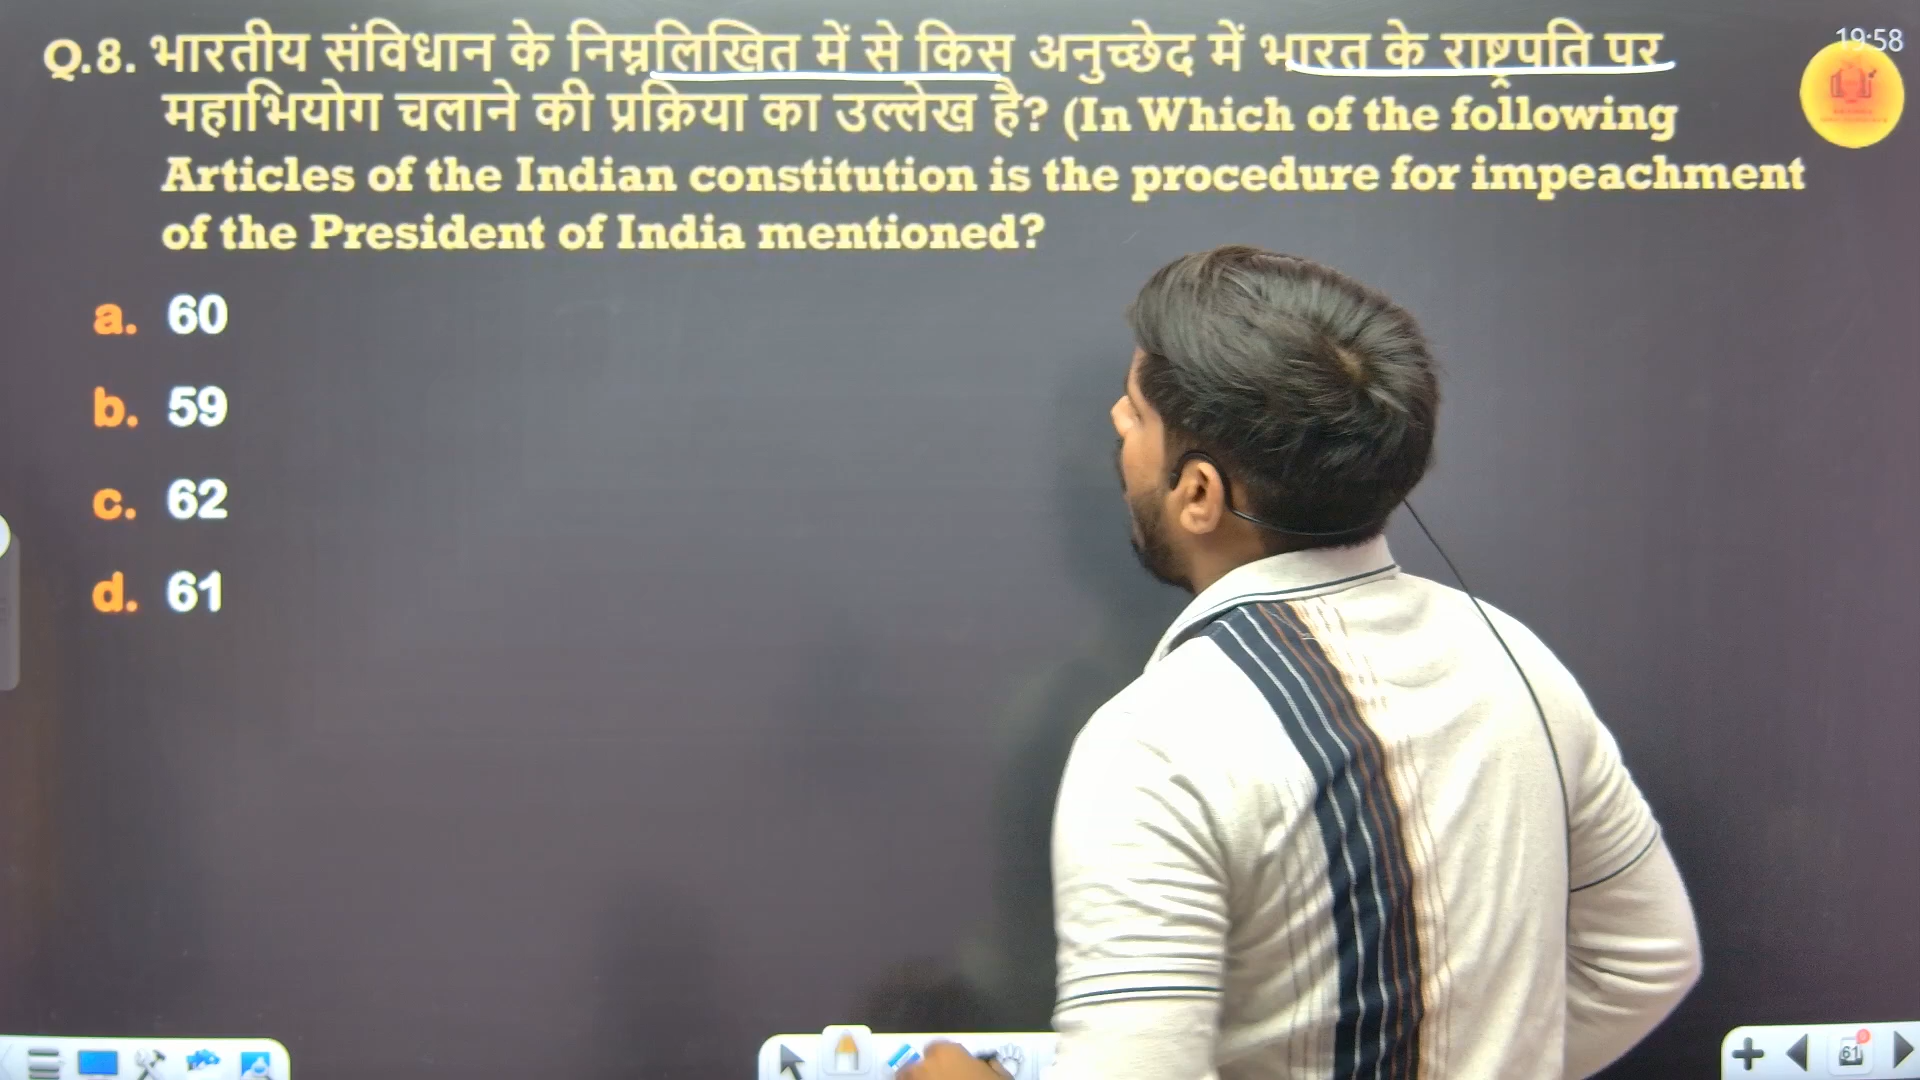 19:58
Q.8. भारतीय संविधान के निम्नलिखित में से किस अनुच्छेद में भारत के राष्ट्रपति पर
महाभियोग चलाने की प्रक्रिया का उल्लेख है? (In Which of the following
Articles of the Indian constitution is the procedure for impeachment
of the President of India mentioned?
a. 60
b. 59
c. 62
d. 61
61